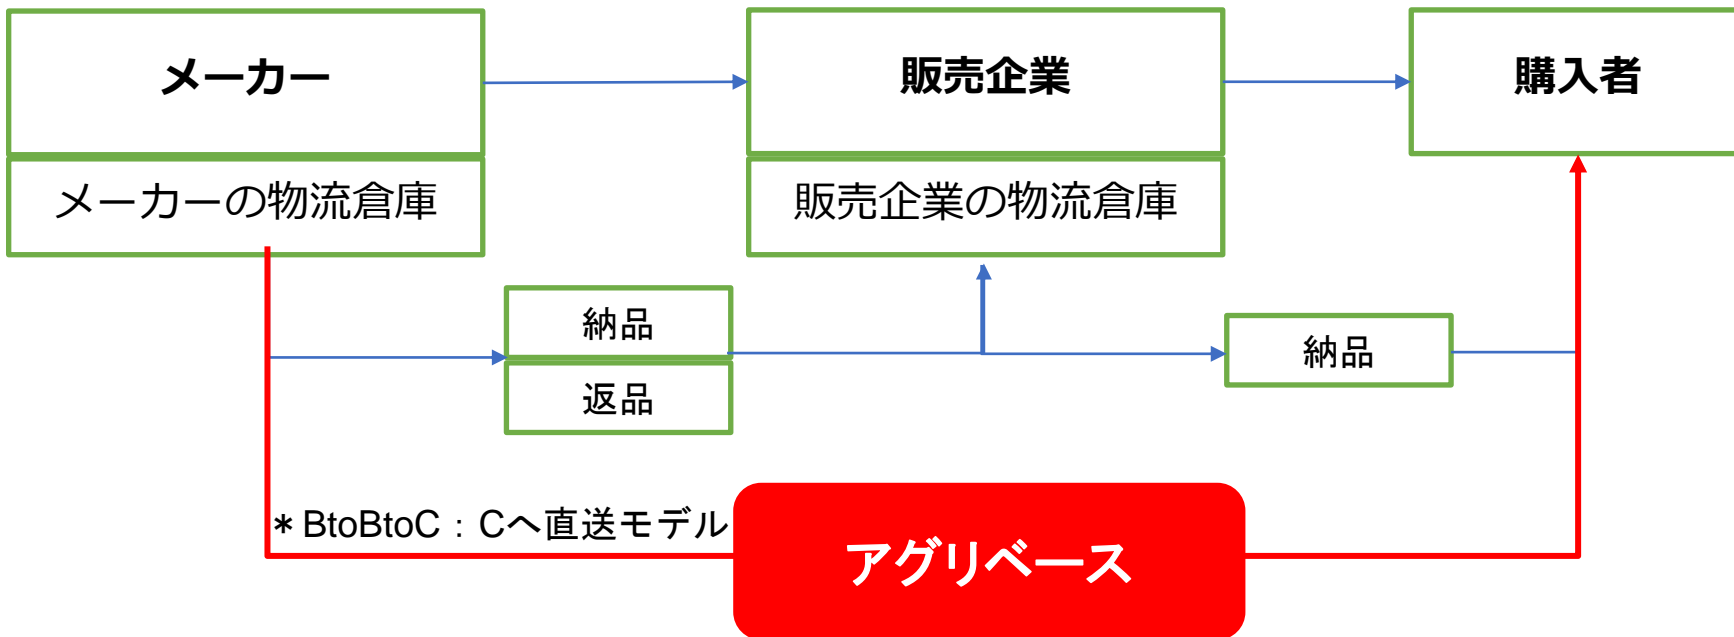 メーカー
販売企業
購入者
メーカーの物流倉庫
販売企業の物流倉庫
納品
返品
納品
*BtoBtoC：Cへ直送モデル
アグリベース